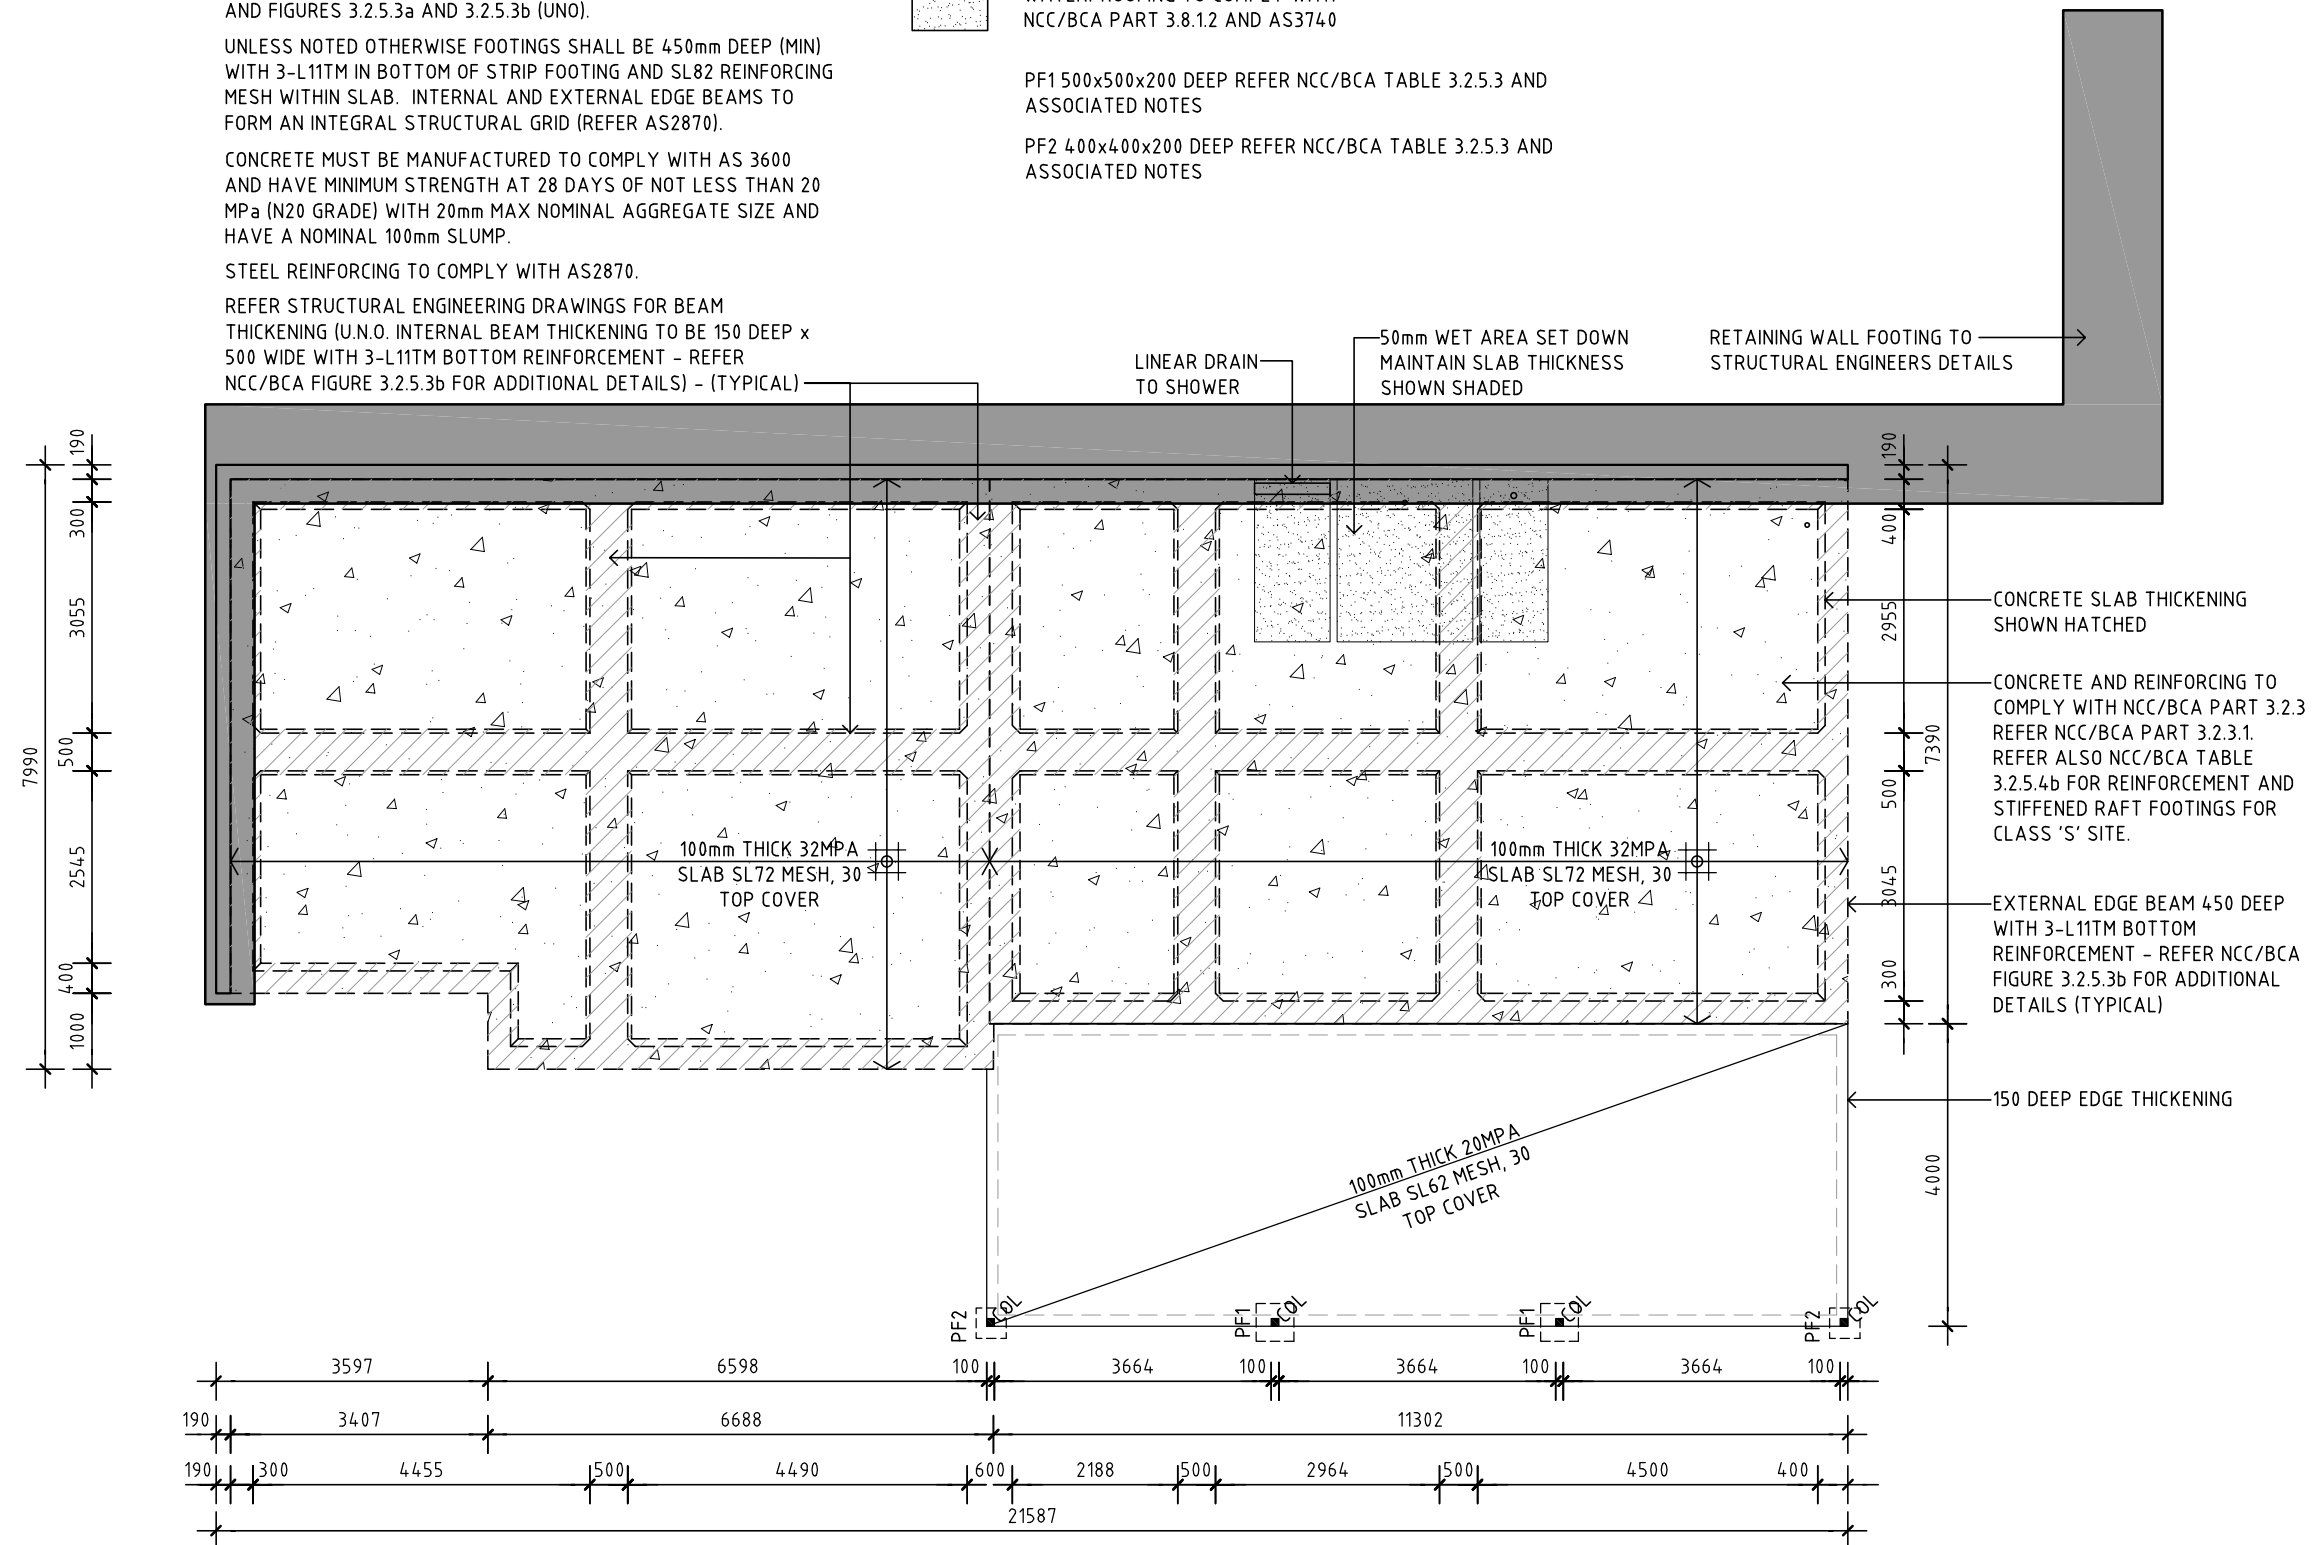 AND FIGURES 3.2.5.3a AND 3.2.5.3b (UNO).
UNLESS NOTED OTHERWISE FOOTINGS SHALL BE 450mm DEEP (MIN)
WITH 3-L11TM IN BOTTOM OF STRIP FOOTING AND SL82 REINFORCING
MESH WITHIN SLAB. INTERNAL AND EXTERNAL EDGE BEAMS TO
FORM AN INTEGRAL STRUCTURAL GRID (REFER AS2870).
CONCRETE MUST BE MANUFACTURED TO COMPLY WITH AS 3600
AND HAVE MINIMUM STRENGTH AT 28 DAYS OF NOT LESS THAN 20
MPa (N20 GRADE) WITH 20mm MAX NOMINAL AGGREGATE SIZE AND
HAVE A NOMINAL 100mm SLUMP.
STEEL REINFORCING TO COMPLY WITH AS2870.
REFER STRUCTURAL ENGINEERING DRAWINGS FOR BEAM
THICKENING (U.N.O. INTERNAL BEAM THICKENING TO BE 150 DEEP x
500 WIDE WITH 3-L11TM BOTTOM REINFORCEMENT - REFER
NCC/BCA FIGURE 3.2.5.3b FOR ADDITIONAL DETAILS) - (TYPICAL)
WATERPROOFING TO COMPLY WITH
NCC/BCA PART 3.8.1.2 AND AS3740
PF1 500x500x200 DEEP REFER NCC/BCA TABLE 3.2.5.3 AND
ASSOCIATED NOTES
PF2 400x400x200 DEEP REFER NCC/BCA TABLE 3.2.5.3 AND
ASSOCIATED NOTES
LINEAR DRAIN
TO SHOWER
50mm WET AREA SET DOWN
MAINTAIN SLAB THICKNESS
SHOWN SHADED
RETAINING WALL FOOTING TO
STRUCTURAL ENGINEERS DETAILS
190
300
3055
500
2545
400
1000
7990
190
400
2955
500
3045
300
7390
4000
CONCRETE SLAB THICKENING
SHOWN HATCHED
CONCRETE AND REINFORCING TO
COMPLY WITH NCC/BCA PART 3.2.3
REFER NCC/BCA PART 3.2.3.1.
REFER ALSO NCC/BCA TABLE
3.2.5.4b FOR REINFORCEMENT AND
STIFFENED RAFT FOOTINGS FOR
CLASS 'S' SITE.
EXTERNAL EDGE BEAM 450 DEEP
WITH 3-L11TM BOTTOM
REINFORCEMENT - REFER NCC/BCA
FIGURE 3.2.5.3b FOR ADDITIONAL
DETAILS (TYPICAL)
150 DEEP EDGE THICKENING
100mm THICK 32MPA
SLAB SL72 MESH, 30
TOP COVER
100mm THICK 32MPA
SLAB SL72 MESH, 30
TOP COVER
100mm THICK 20MPA
SLAB SL62 MESH, 30
TOP COVER
PF2 COL
PF1 COL
PF1 COL
PF2 COL
3597 6598 100 3664 100 3664 100 3664 100
190 3407 6688 11302
190 300 4455 500 4490 600 2188 500 2964 500 4500 400
21587